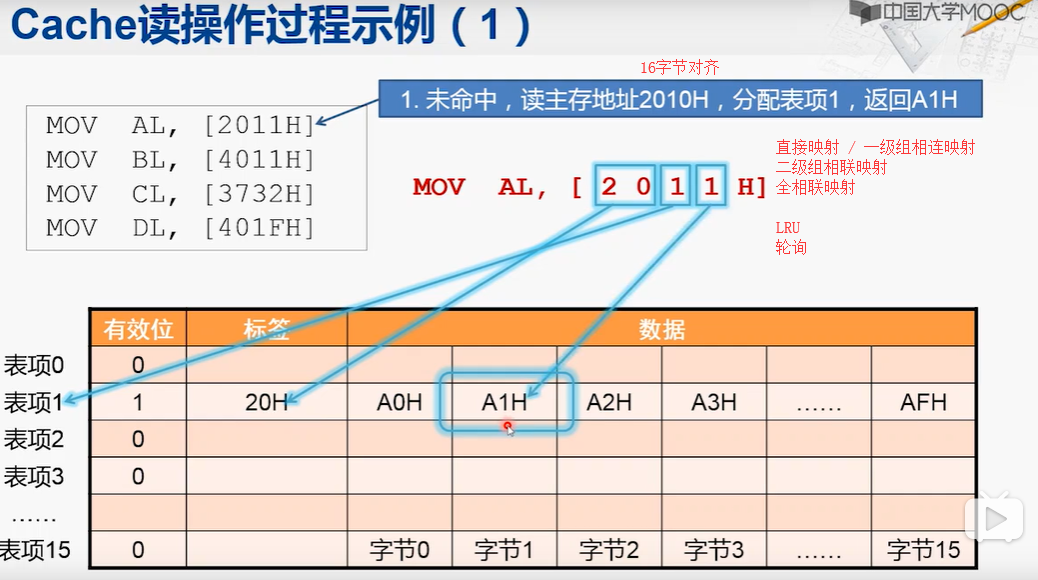 Cache读操作过程示例（1）
中国大学MOOC
16字节对齐
1. 未命中，读主存地址2010H，分配表项1，返回A1H
MOV AL, [2011H]
MOV BL, [4011H]
MOV CL, [3732H]
MOV DL, [401FH]
直接映射 / 一级组相连映射
二级组相联映射
全相联映射
MOV AL, [ 2 0 1 1 H]
LRU
轮询
有效位 标签 数据
表项0 0
表项1 1 20H A0H A1H A2H A3H …… AFH
表项2 0
表项3 0
……
表项15 0 字节0 字节1 字节2 字节3 …… 字节15